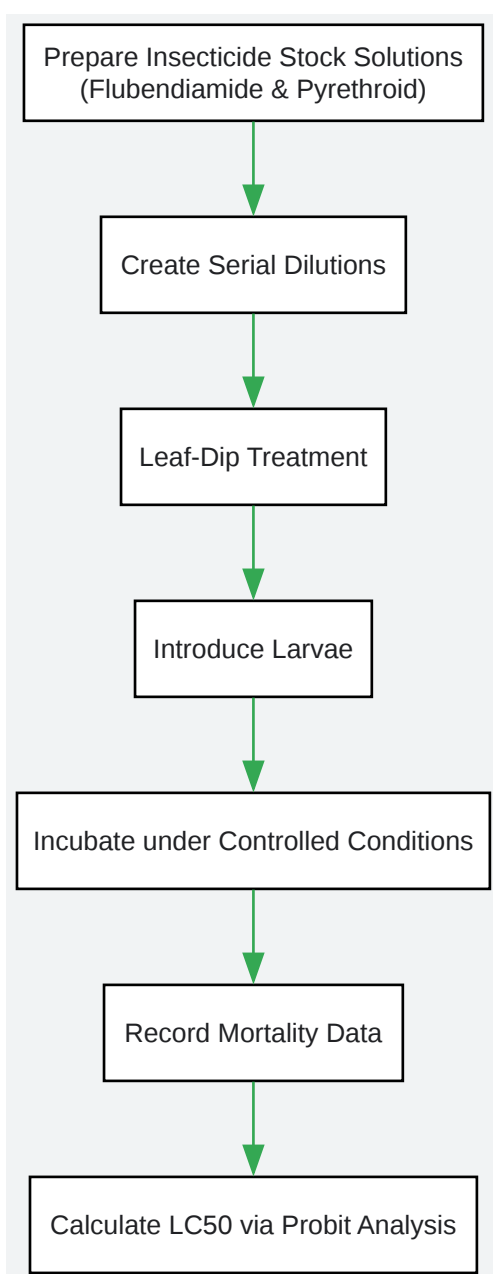 Prepare Insecticide Stock Solutions
(Flubendiamide & Pyrethroid)
Create Serial Dilutions
Leaf-Dip Treatment
Introduce Larvae
Incubate under Controlled Conditions
Record Mortality Data
Calculate LC50 via Probit Analysis